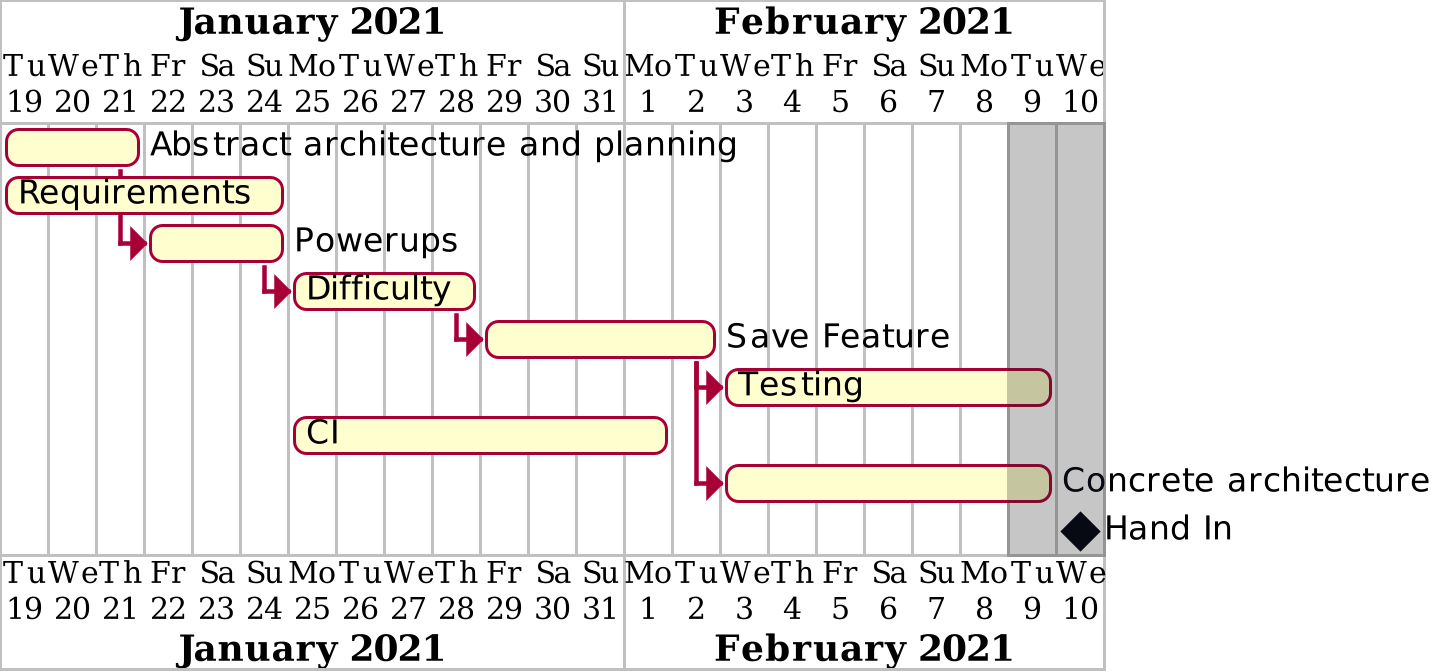 January 2021 February 2021
Tu We Th Fr Sa Su Mo Tu We Th Fr Sa Su Mo Tu We Th Fr Sa Su Mo Tu We
19 20 21 22 23 24 25 26 27 28 29 30 31 1 2 3 4 5 6 7 8 9 10
Abstract architecture and planning
Requirements
Powerups
Difficulty
Save Feature
Testing
CI
Concrete architecture
Hand In
Tu We Th Fr Sa Su Mo Tu We Th Fr Sa Su Mo Tu We Th Fr Sa Su Mo Tu We
19 20 21 22 23 24 25 26 27 28 29 30 31 1 2 3 4 5 6 7 8 9 10
January 2021 February 2021